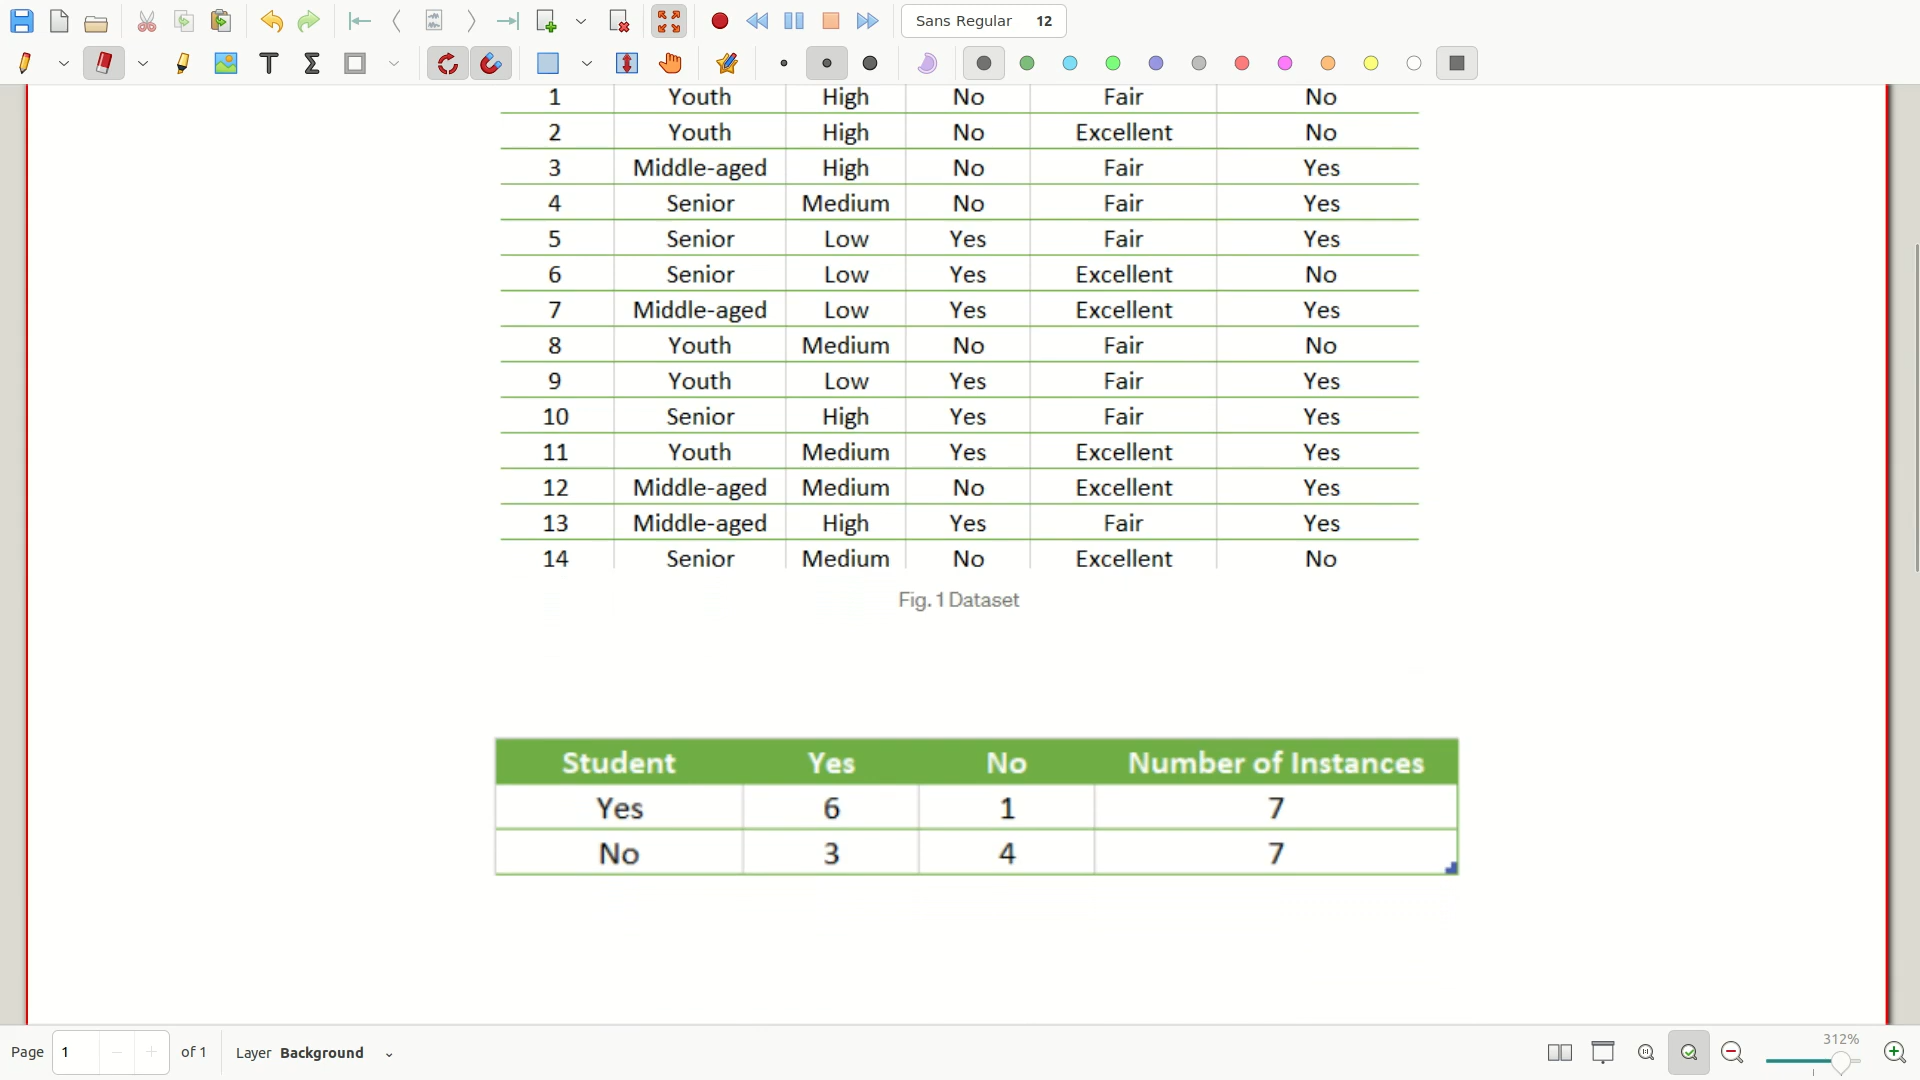 Sans Regular 12
1 Youth High No Fair No
2 Youth High No Excellent No
3 Middle-aged High No Fair Yes
4 Senior Medium No Fair Yes
5 Senior Low Yes Fair Yes
6 Senior Low Yes Excellent No
7 Middle-aged Low Yes Excellent Yes
8 Youth Medium No Fair No
9 Youth Low Yes Fair Yes
10 Senior High Yes Fair Yes
11 Youth Medium Yes Excellent Yes
12 Middle-aged Medium No Excellent Yes
13 Middle-aged High Yes Fair Yes
14 Senior Medium No Excellent No
Fig. 1 Dataset
Student Yes No Number of Instances
Yes 6 1 7
No 3 4 7
Page 1 of 1 Layer Background 312%